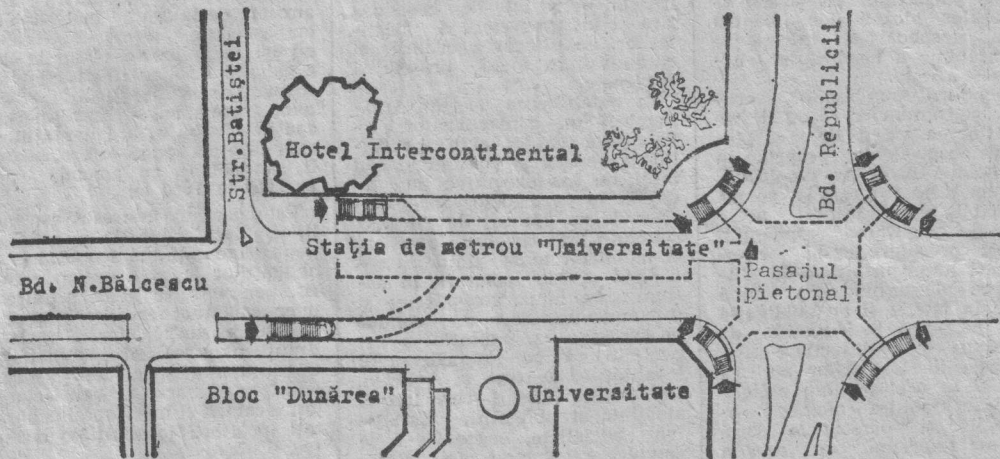 Str.Batiştei
Bd. Republicii
Hotel Intercontinental
Staţia de metrou "Universitate"
Bd. N.Bălcescu
Pasajul
pietonal
Bloc "Dunărea"
Universitate